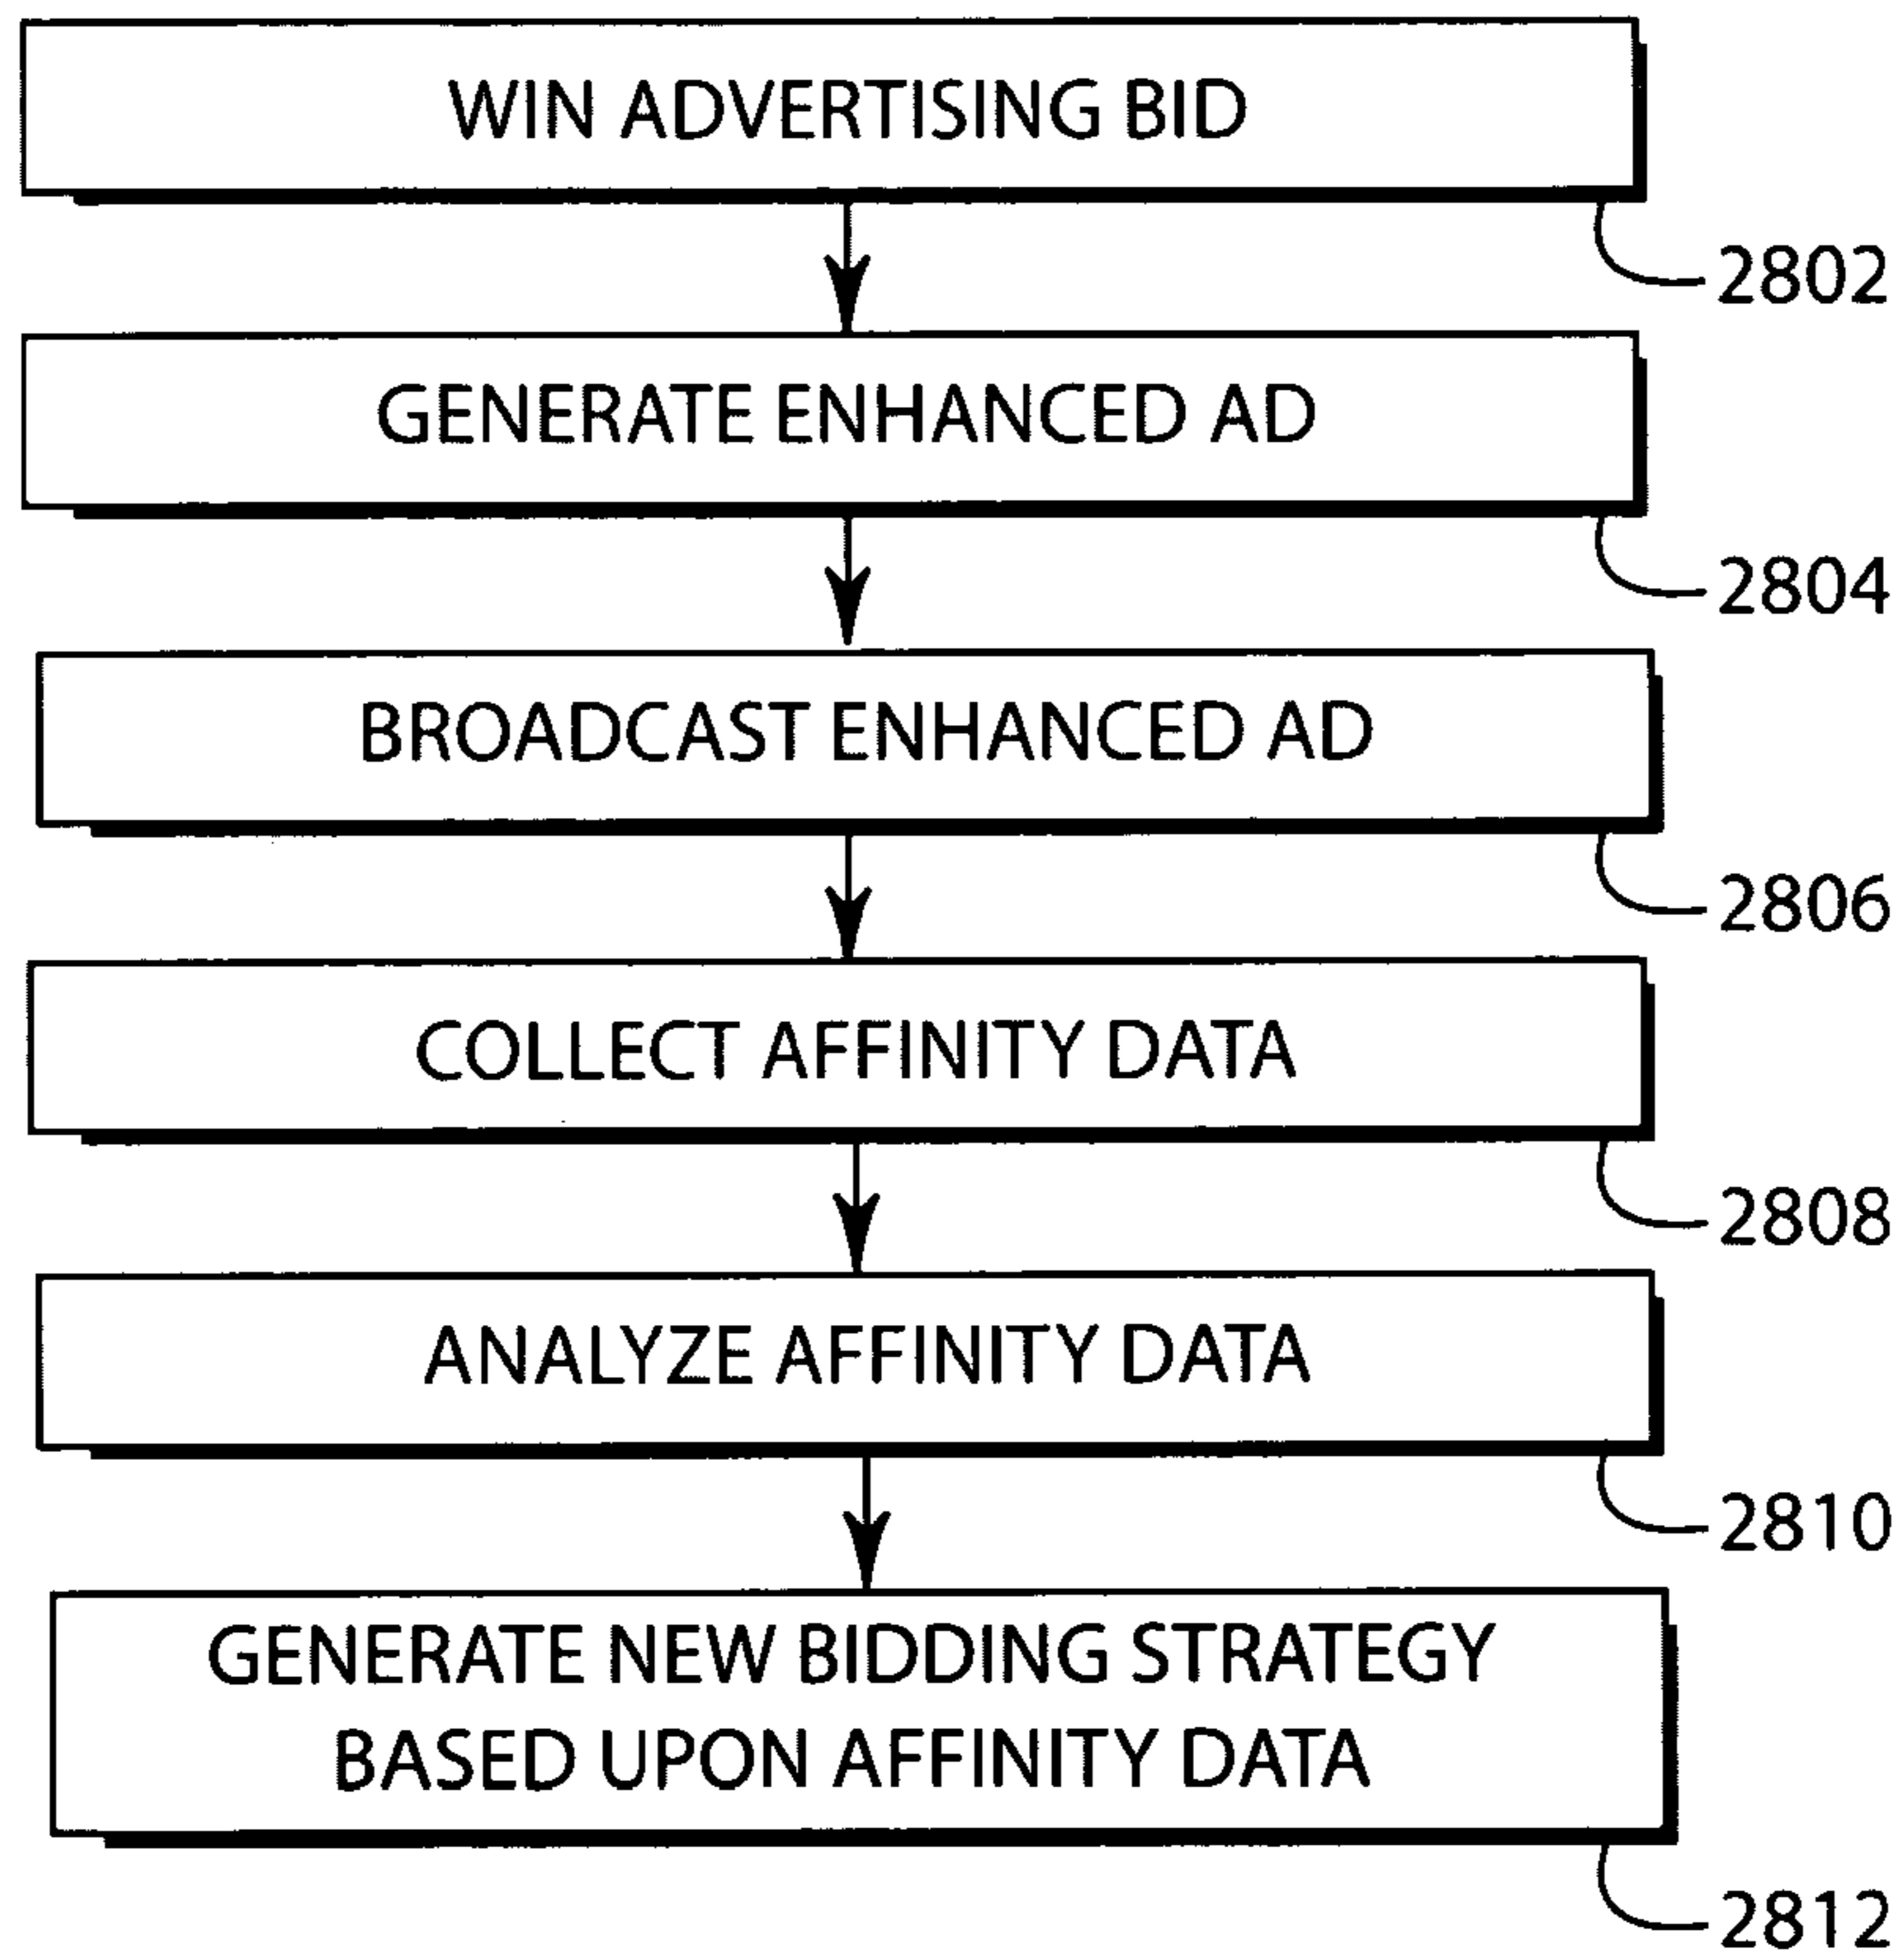 WIN ADVERTISING BID
2802
GENERATE ENHANCED AD
2804
BROADCAST ENHANCED AD
2806
COLLECT AFFINITY DATA
2808
ANALYZE AFFINITY DATA
2810
GENERATE NEW BIDDING STRATEGY
BASED UPON AFFINITY DATA
2812